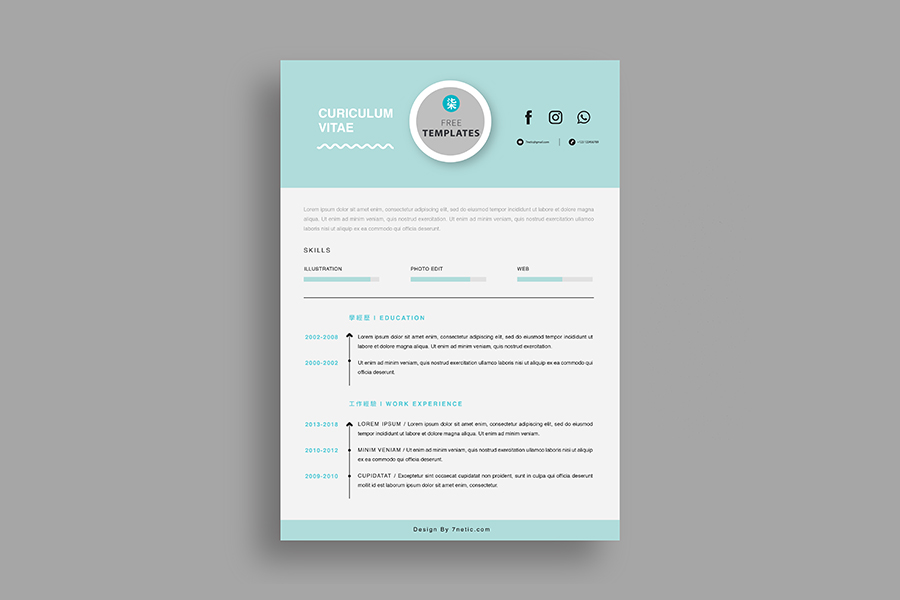 CURICULUM
VITAE
柒
FREE
TEMPLATES
7netic@gmail.com
Lorem ipsum dolor sit amet enim, consectetur adipiscing elit, sed do eiusmod tempor incididunt ut labore et dolore magna
aliqua. Ut enim ad minim veniam, quis nostrud exercitation. Ut enim ad minim veniam, quis nostrud exercitation ullamco
laboris nisi ut aliquip ex ea commodo qui officia deserunt.
SKILLS
ILLUSTRATION
PHOTO EDIT
WEB
學經歷 I EDUCATION
2002-2008
Lorem ipsum dolor sit amet enim, consectetur adipiscing elit, sed do eiusmod tempor incididunt ut
labore et dolore magna aliqua. Ut enim ad minim veniam, quis nostrud exercitation.
2000-2002
Ut enim ad minim veniam, quis nostrud exercitation ullamco laboris nisi ut aliquip ex ea commodo qui
officia deserunt.
工作經驗 I WORK EXPERIENCE
2013-2018
LOREM IPSUM / Lorem ipsum dolor sit amet enim, consectetur adipiscing elit, sed do eiusmod
tempor incididunt ut labore et dolore magna aliqua. Ut enim ad minim veniam.
2010-2012
MINIM VENIAM / Ut enim ad minim veniam, quis nostrud exercitation ullamco laboris nisi ut aliquip
ex ea commodo qui officia deserunt.
2009-2010
CUPIDATAT / Excepteur sint occaecat cupidatat non proident, sunt in culpa qui officia deserunt
mollit id est laborum ipsum dolor sit amet enim, consectetur.
Design By 7netic.com